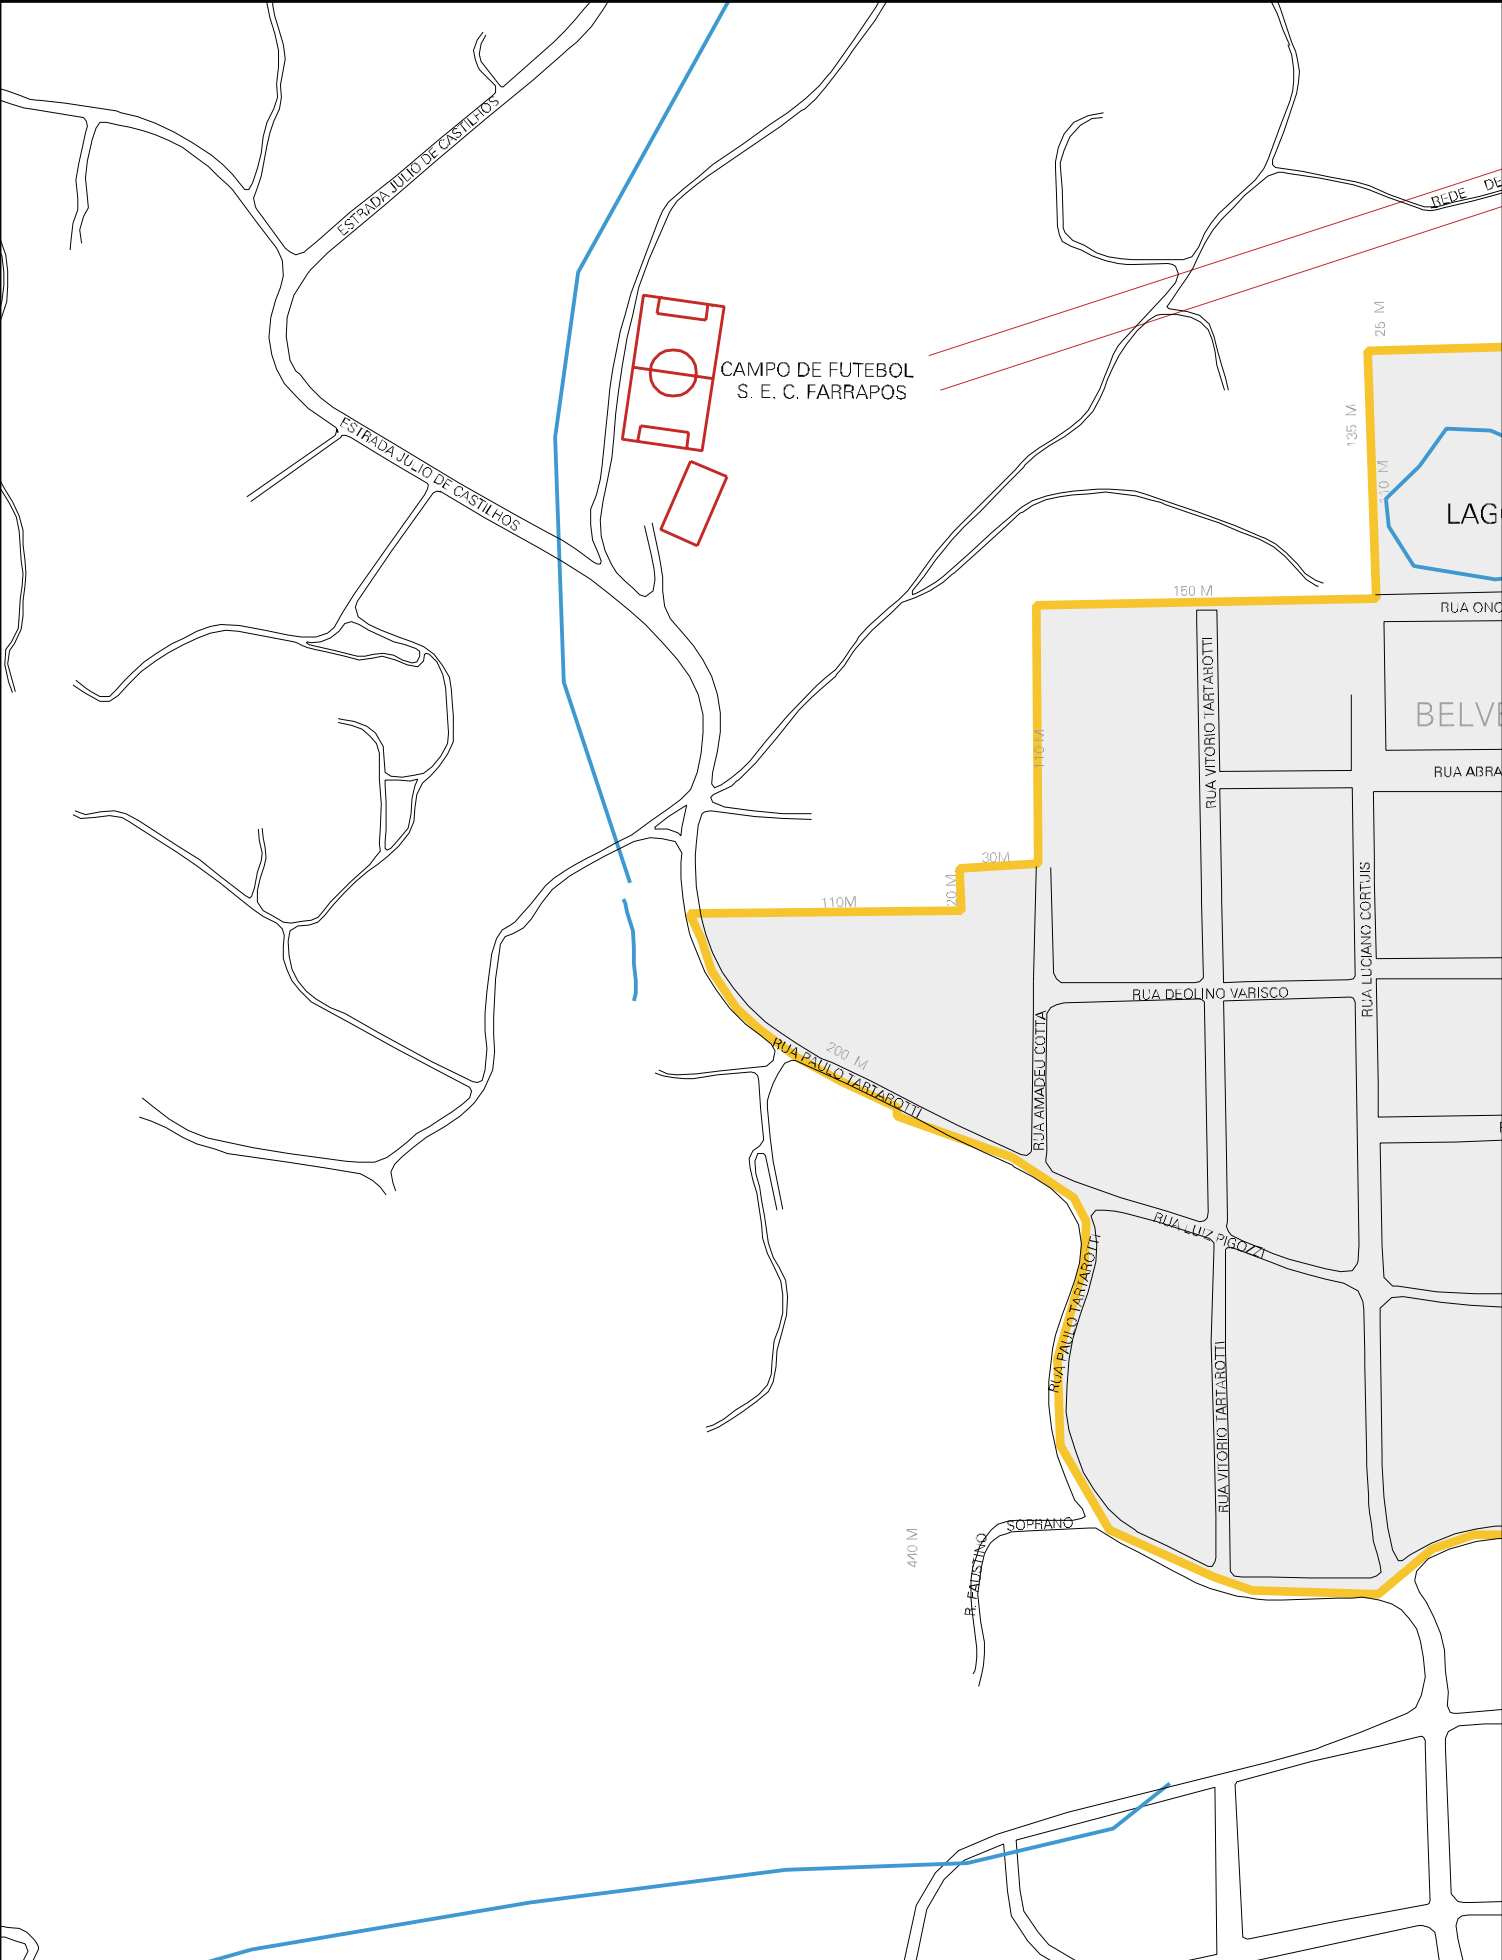 ESTRADA JULIO DE CASTILHOS
REDE DE
25 M
CAMPO DE FUTEBOL
S. E. C. FARRAPOS
135 M
ESTRADA JULIO DE CASTILHOS
LAG
150 M
RUA ONO
RUA VITORIO TARTAROTTI
BELVE
110 M
RUA ABRA
30M
20 M
110M
RUA LUCIANO CORTJIS
RUA DEOLINO VARISCO
RUA AMADEU COTTA
200 M
RUA PAULO TARTAROTTI
RUA LUIZ PIGOZZI
RUA PAULO TARTAROTTI
RUA VITORIO TARTAROTTI
R. FAUSTINO SOPRANO
440 M